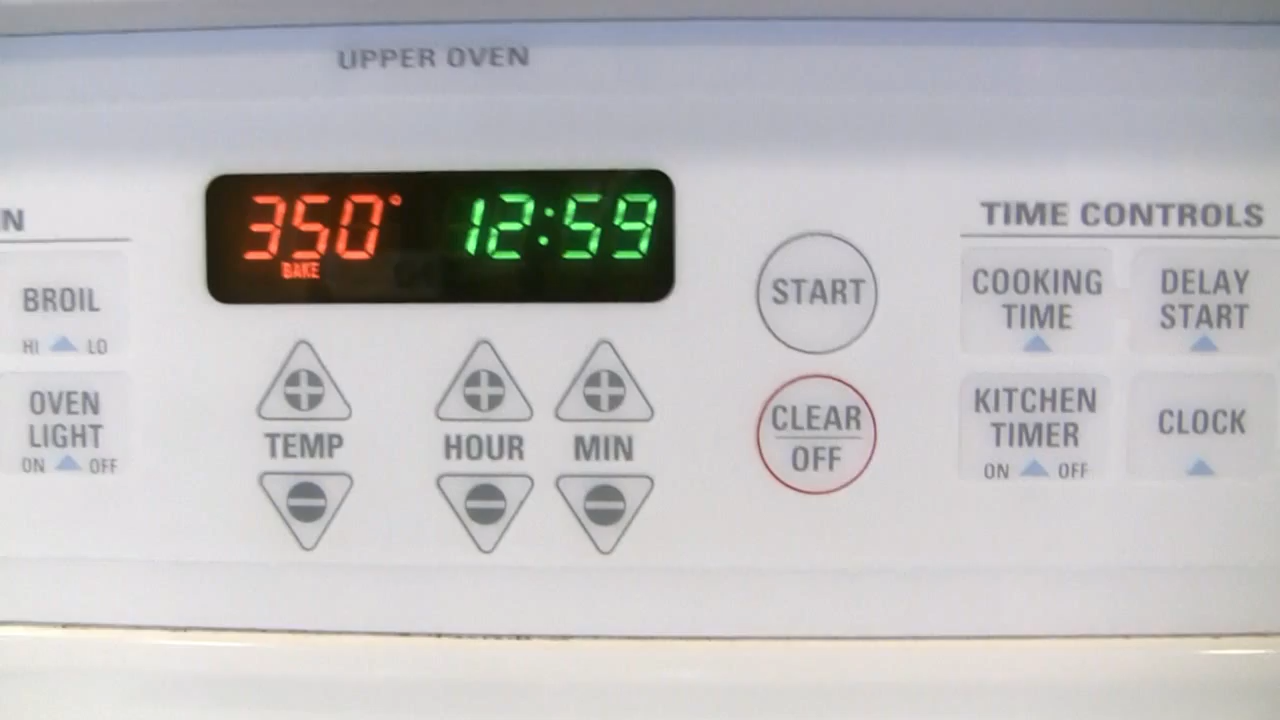 UPPER OVEN
N
350° 12:59
BAKE
TIME CONTROLS
BROIL
HI LO
START
COOKING
TIME
DELAY
START
OVEN
LIGHT
ON OFF
TEMP
HOUR
MIN
CLEAR
OFF
KITCHEN
TIMER
ON OFF
CLOCK